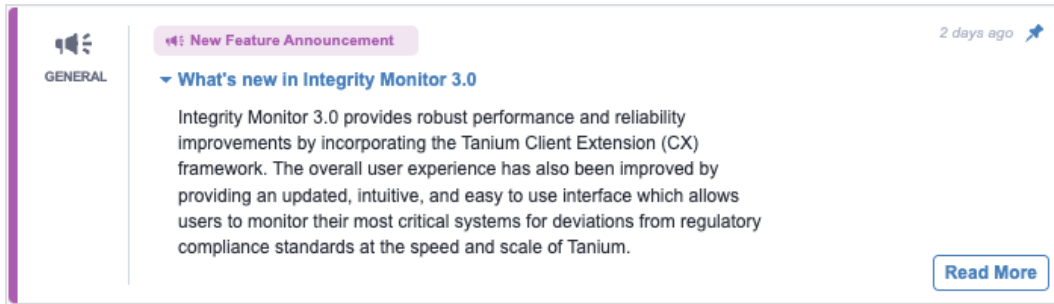 New Feature Announcement
2 days ago
GENERAL
What's new in Integrity Monitor 3.0
Integrity Monitor 3.0 provides robust performance and reliability
improvements by incorporating the Tanium Client Extension (CX)
framework. The overall user experience has also been improved by
providing an updated, intuitive, and easy to use interface which allows
users to monitor their most critical systems for deviations from regulatory
compliance standards at the speed and scale of Tanium.
Read More